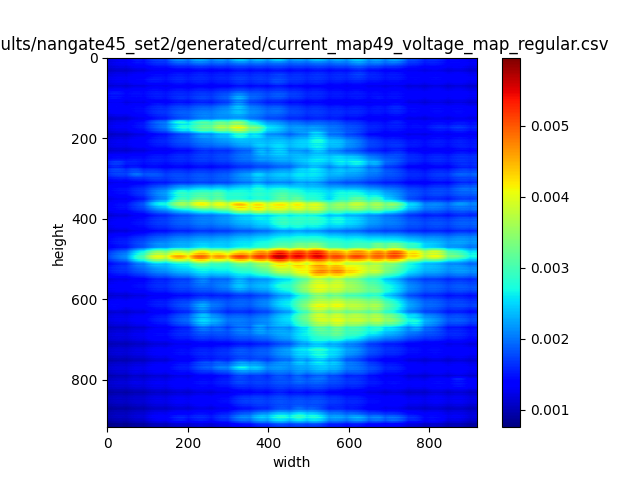 ults/nangate45_set2/generated/current_map49_voltage_map_regular.csv
0
200
400
600
800
height
0 200 400 600 800
width
0.005
0.004
0.003
0.002
0.001